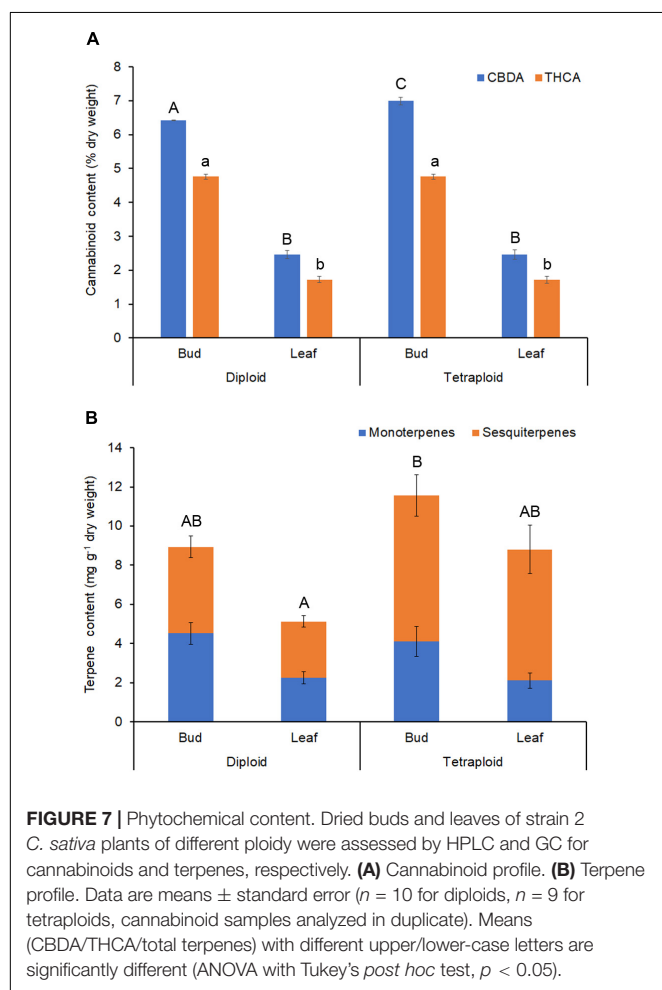 A
CBDA THCA
Cannabinoid content (% dry weight)
8
7
6
5
4
3
2
1
0
A
a
B
b
C
a
B
b
Bud Leaf Bud Leaf
Diploid Tetraploid
B
Monoterpenes Sesquiterpenes
Terpene content (mg g⁻¹ dry weight)
14
12
10
8
6
4
2
0
AB
A
B
AB
Bud Leaf Bud Leaf
Diploid Tetraploid
FIGURE 7 | Phytochemical content. Dried buds and leaves of strain 2
C. sativa plants of different ploidy were assessed by HPLC and GC for
cannabinoids and terpenes, respectively. (A) Cannabinoid profile. (B) Terpene
profile. Data are means ± standard error (n = 10 for diploids, n = 9 for
tetraploids, cannabinoid samples analyzed in duplicate). Means
(CBDA/THCA/total terpenes) with different upper/lower-case letters are
significantly different (ANOVA with Tukey's post hoc test, p < 0.05).